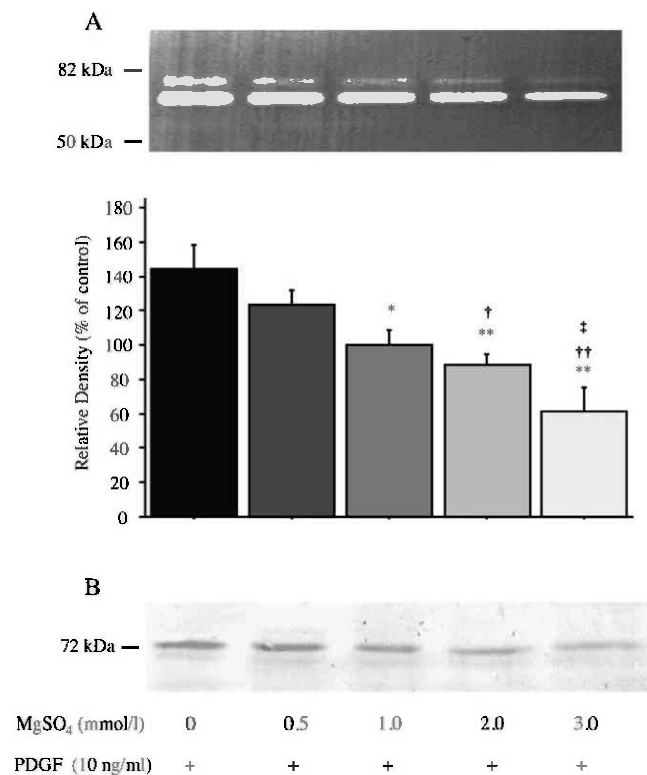 A
82 kDa
50 kDa
Relative Density (% of control)
180
160
140
120
100
80
60
40
20
0
*
†
**
‡
††
**
B
72 kDa
MgSO₄ (mmol/l) 0 0.5 1.0 2.0 3.0
PDGF (10 ng/ml) + + + + +